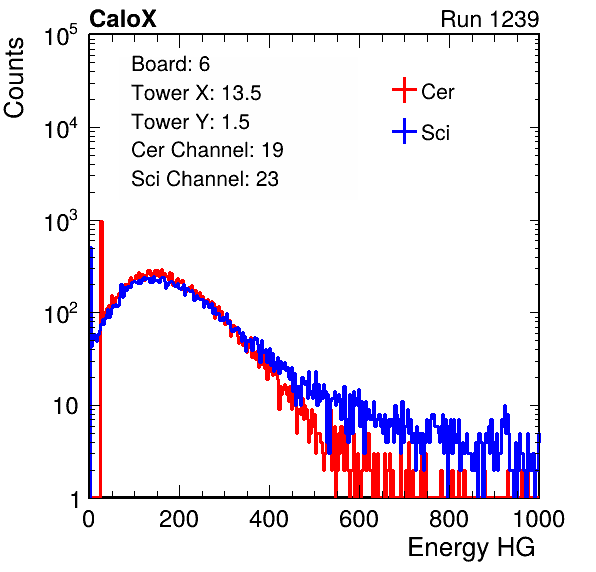 CaloX Run 1239
Counts
10^5
10^4
10^3
10^2
10
1
Board: 6
Tower X: 13.5
Tower Y: 1.5
Cer Channel: 19
Sci Channel: 23
Cer
Sci
0 200 400 600 800 1000
Energy HG